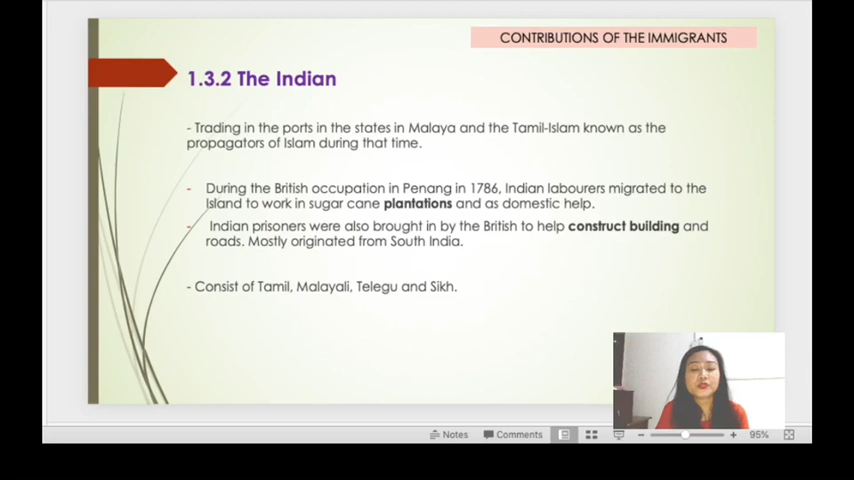 CONTRIBUTIONS OF THE IMMIGRANTS
1.3.2 The Indian
- Trading in the ports in the states in Malaya and the Tamil-Islam known as the
propagators of Islam during that time.
- During the British occupation in Penang in 1786, Indian labourers migrated to the
Island to work in sugar cane plantations and as domestic help.
- Indian prisoners were also brought in by the British to help construct building and
roads. Mostly originated from South India.
- Consist of Tamil, Malayali, Telegu and Sikh.
Notes Comments 95%